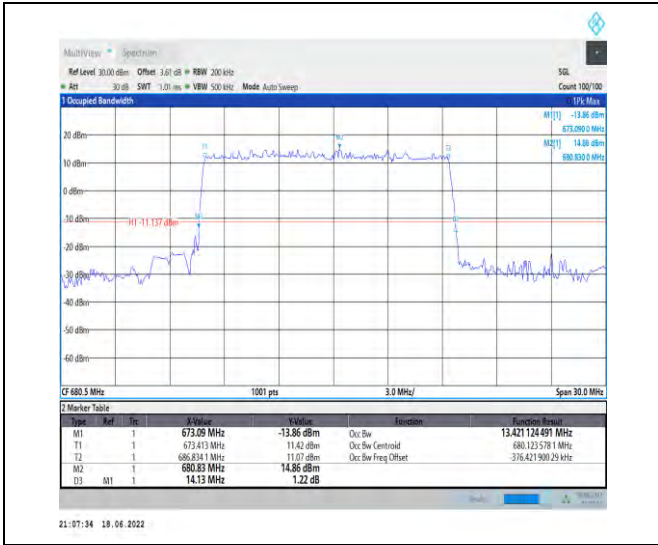 MultiView Spectrum
Ref Level 30.00 dBm Offset 3.61 dB RBW 200 kHz SGL
Att 30 dB SWT 1.01 ms VBW 500 kHz Mode Auto Sweep Count 100/100
1 Occupied Bandwidth 1Pk Max
M1[1] -13.86 dBm
673.0900 MHz
M2[1] 14.86 dBm
680.8300 MHz
20 dBm
M2
T1
T2
10 dBm
0 dBm
-10 dBm
M1
H1 -11.137 dBm
-20 dBm
-30 dBm
-40 dBm
-50 dBm
-60 dBm
CF 680.5 MHz 1001 pts 3.0 MHz/ Span 30.0 MHz
2 Marker Table
Type Ref Trc X-Value Y-Value Function Function Result
M1 1 673.09 MHz -13.86 dBm Occ Bw 13.421 124 491 MHz
T1 1 673.413 MHz 11.42 dBm Occ Bw Centroid 680.123 578 1 MHz
T2 1 686.8341 MHz 11.07 dBm Occ Bw Freq Offset -376.421 900 29 kHz
M2 1 680.83 MHz 14.86 dBm
D3 M1 1 14.13 MHz 1.22 dB
21:07:34 18.06.2022